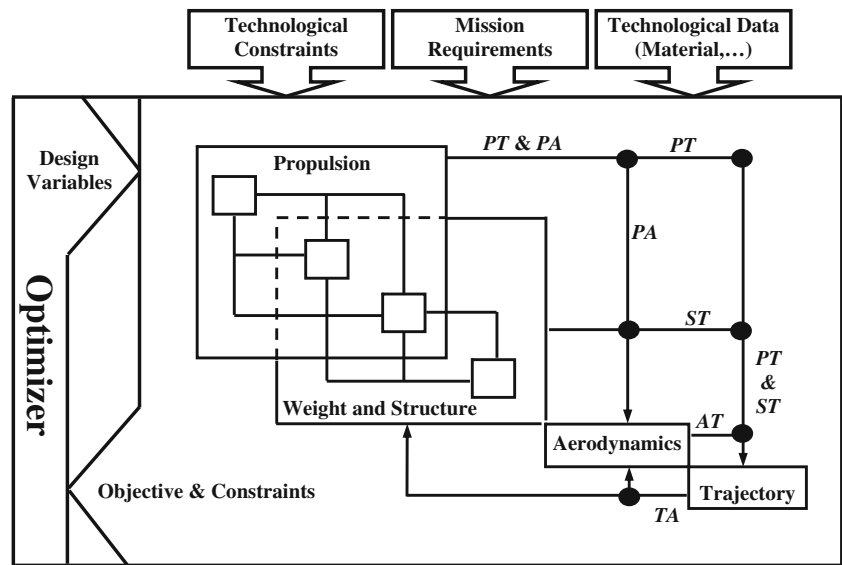 Technological
Constraints
Mission
Requirements
Technological Data
(Material,...)
Design
Variables
Optimizer
Propulsion
PT & PA
PT
PA
ST
PT
&
ST
Weight and Structure
AT
Aerodynamics
Trajectory
TA
Objective & Constraints